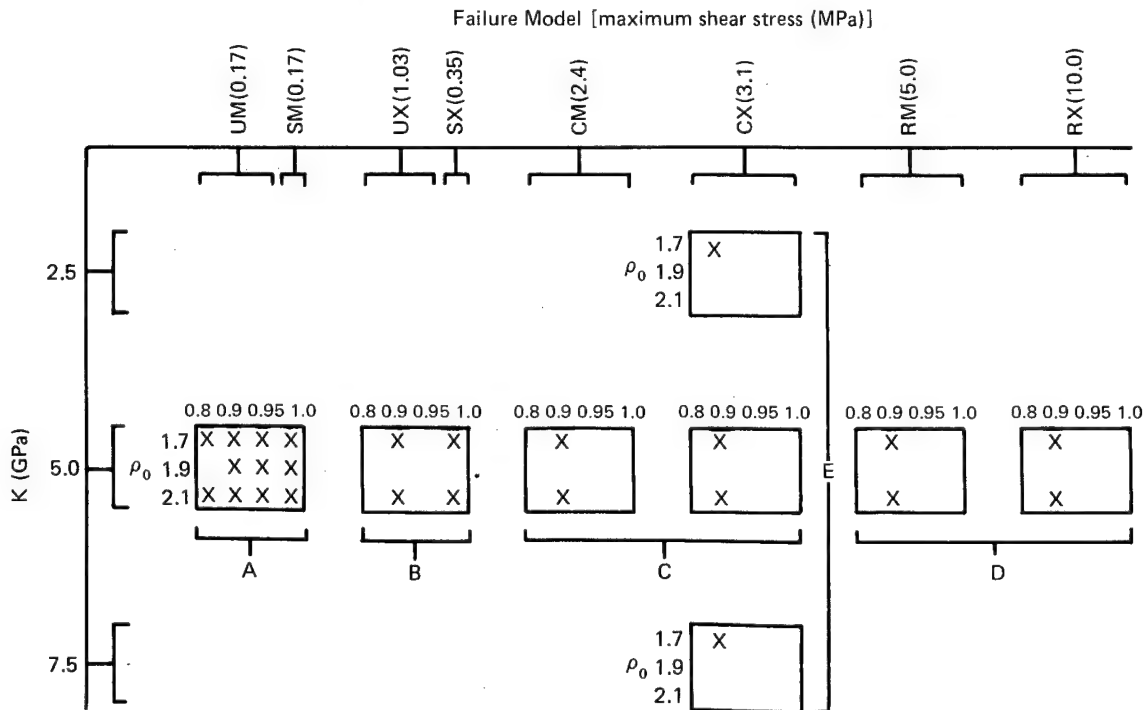 Failure Model [maximum shear stress (MPa)]
UM(0.17)
SM(0.17)
UX(1.03)
SX(0.35)
CM(2.4)
CX(3.1)
RM(5.0)
RX(10.0)
2.5
1.7
X
ρ₀ 1.9
2.1
0.8 0.9 0.95 1.0
0.8 0.9 0.95 1.0
0.8 0.9 0.95 1.0
0.8 0.9 0.95 1.0
0.8 0.9 0.95 1.0
0.8 0.9 0.95 1.0
K (GPa)
5.0
1.7 X X X X
X X
X
X
X
X
ρ₀ 1.9 X X X
E
2.1 X X X X
X X
X
X
X
X
A
B
C
D
7.5
1.7
X
ρ₀ 1.9
2.1